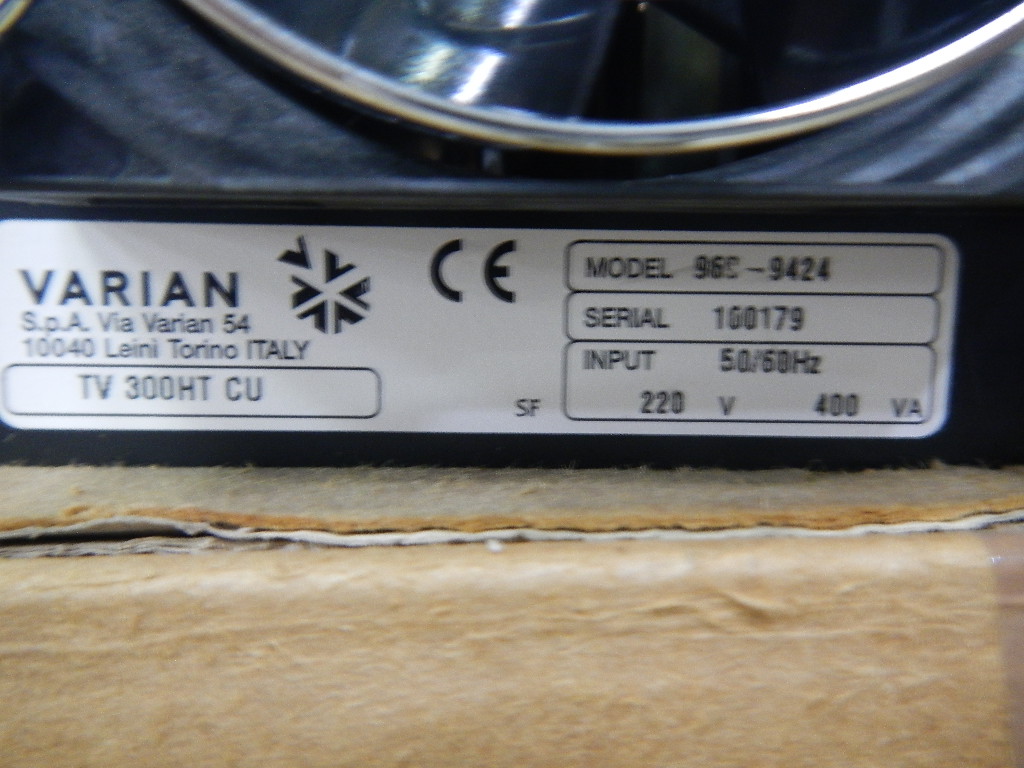 VARIAN
S.p.A. Via Varian 54
10040 Leini Torino ITALY
TV 300HT CU
CE
SF
MODEL
SERIAL 100179
INPUT 50/60Hz
220 V 400 VA